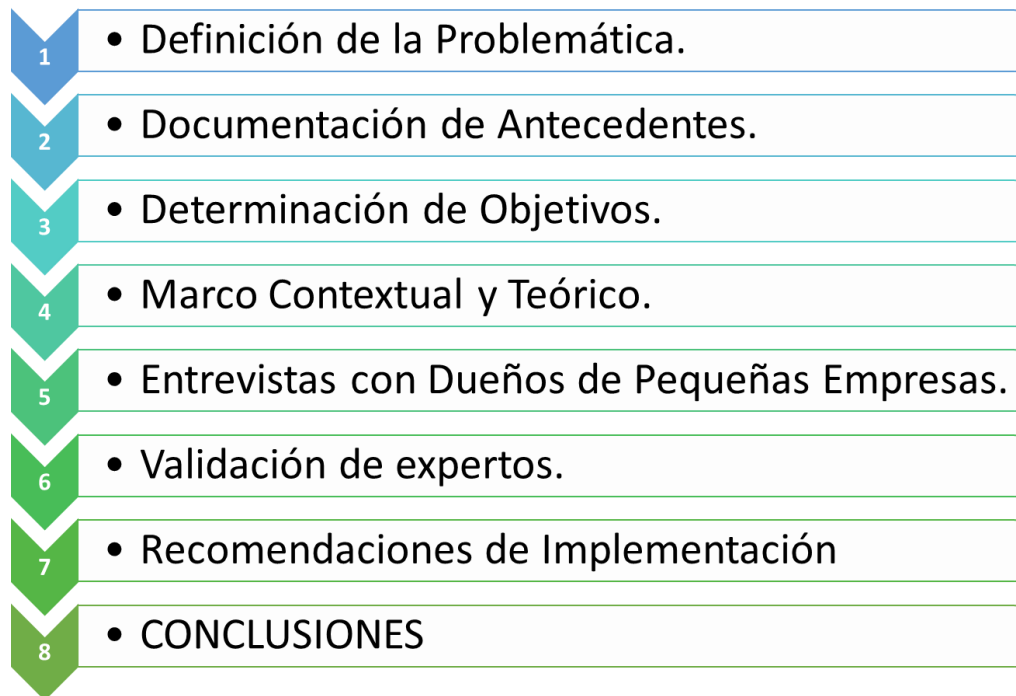 1
• Definición de la Problemática.
2
• Documentación de Antecedentes.
3
• Determinación de Objetivos.
4
• Marco Contextual y Teórico.
5
• Entrevistas con Dueños de Pequeñas Empresas.
6
• Validación de expertos.
7
• Recomendaciones de Implementación
8
• CONCLUSIONES